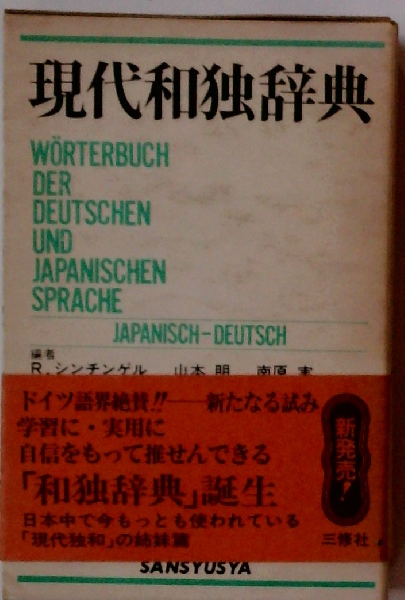 現代和独辞典
WÖRTERBUCH
DER
DEUTSCHEN
UND
JAPANISCHEN
SPRACHE
JAPANISCH-DEUTSCH
編者
R.シンチンゲル 山本 明 南原 実
ドイツ語界絶賛!!──新たなる試み
学習に・実用に
自信をもって推せんできる
「和独辞典」誕生
日本中で今もっとも使われている
「現代独和」の姉妹篇
新発売!
三修社
SANSYUSYA